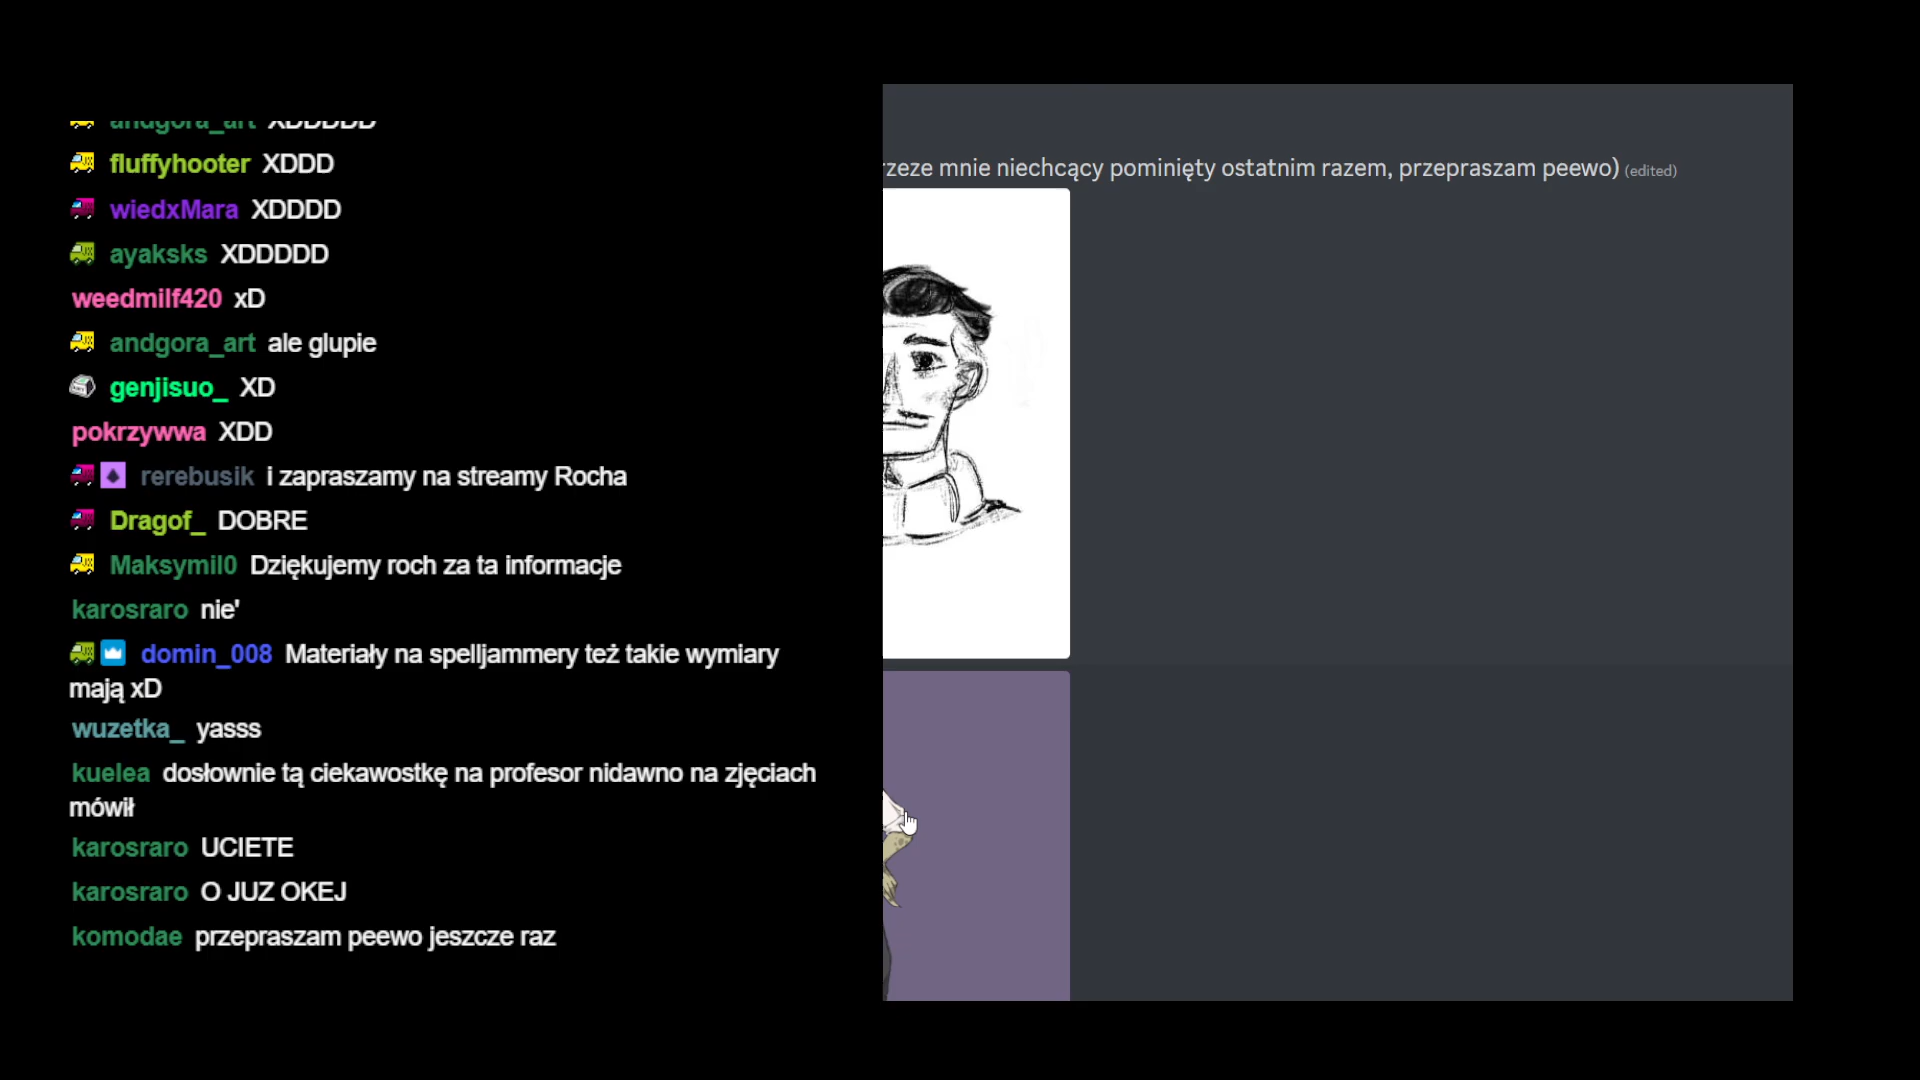 andgora_art XDDDDD
fluffyhooter XDDD
wiedxMara XDDDD
ayaksks XDDDDD
weedmilf420 xD
andgora_art ale glupie
genjisuo_ XD
pokrzywwa XDD
rerebusik i zapraszamy na streamy Rocha
Dragof_ DOBRE
Maksymil0 Dziękujemy roch za ta informacje
karosraro nie'
domin_008 Materiały na spelljammery też takie wymiary
mają xD
wuzetka_ yasss
kuelea dosłownie tą ciekawostkę na profesor nidawno na zjęciach
mówił
karosraro UCIETE
karosraro O JUZ OKEJ
komodae przepraszam peewo jeszcze raz
rzeze mnie niechcący pominięty ostatnim razem, przepraszam peewo) (edited)